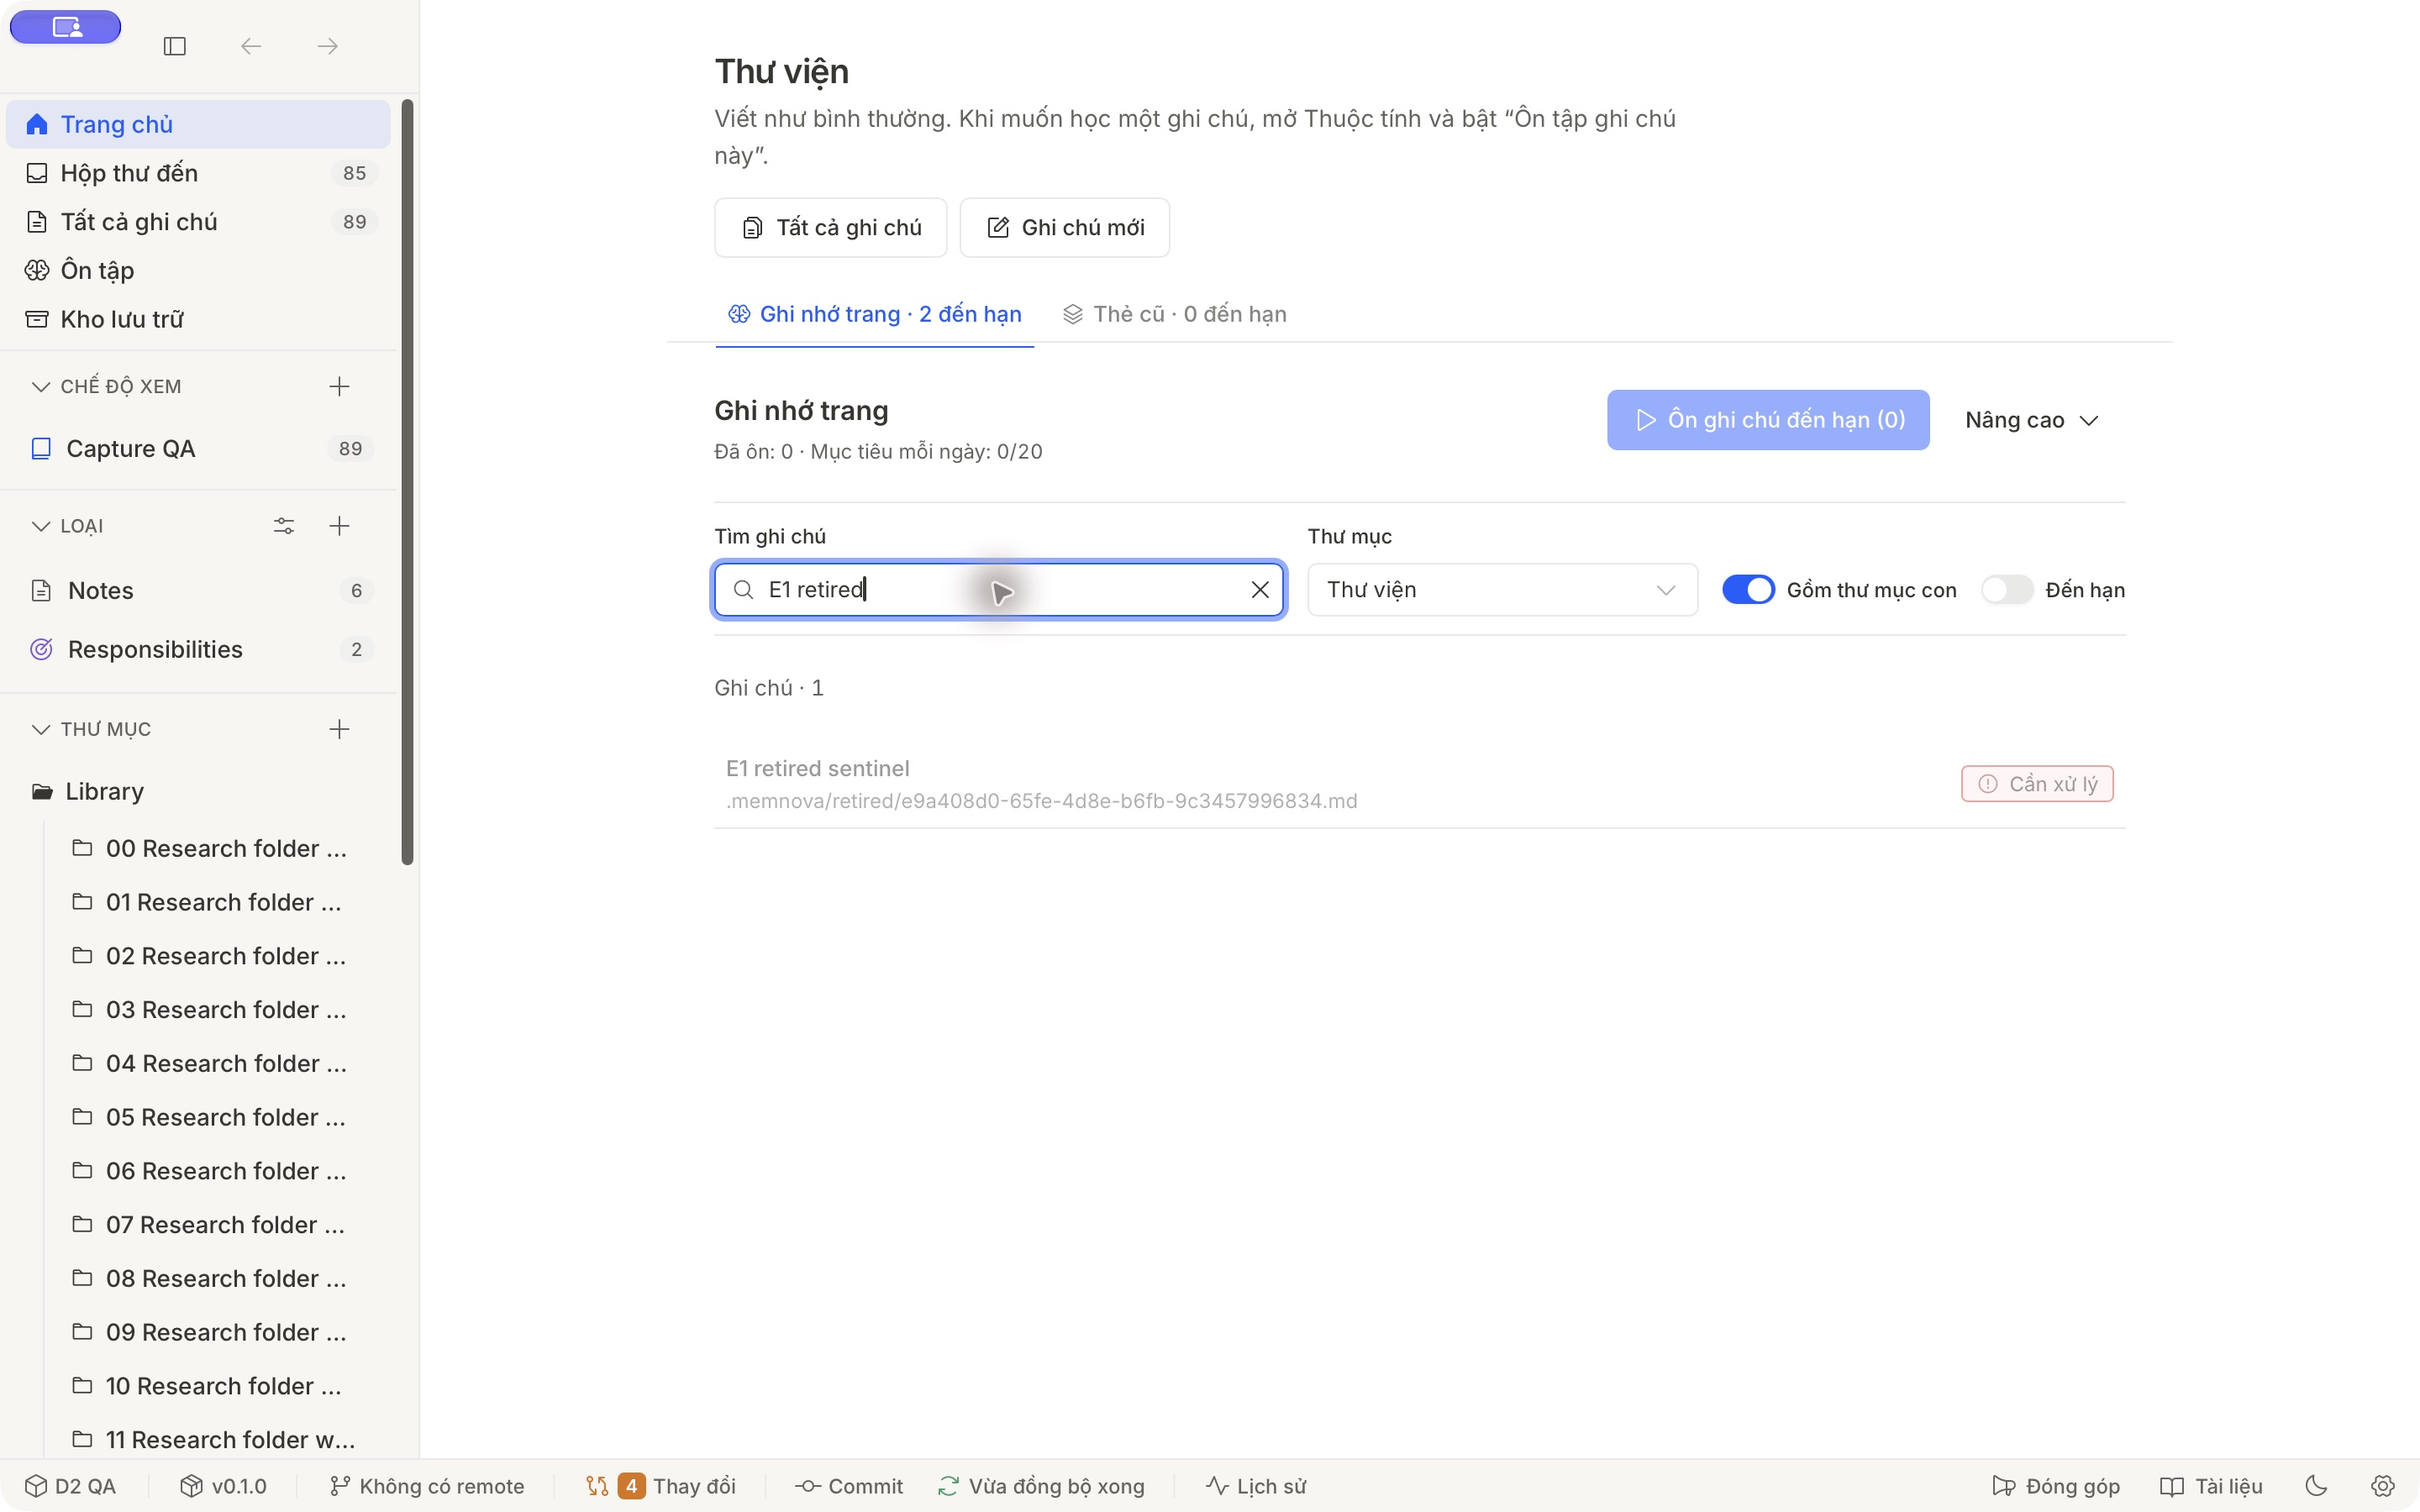 Trang chủ
Hộp thư đến 85
Tất cả ghi chú 89
Ôn tập
Kho lưu trữ
CHẾ ĐỘ XEM
Capture QA 89
LOẠI
Notes 6
Responsibilities 2
THƯ MỤC
Library
00 Research folder ...
01 Research folder ...
02 Research folder ...
03 Research folder ...
04 Research folder ...
05 Research folder ...
06 Research folder ...
07 Research folder ...
08 Research folder ...
09 Research folder ...
10 Research folder ...
11 Research folder w...
Thư viện
Viết như bình thường. Khi muốn học một ghi chú, mở Thuộc tính và bật “Ôn tập ghi chú
này”.
Tất cả ghi chú Ghi chú mới
Ghi nhớ trang · 2 đến hạn Thẻ cũ · 0 đến hạn
Ghi nhớ trang
Đã ôn: 0 · Mục tiêu mỗi ngày: 0/20
Ôn ghi chú đến hạn (0) Nâng cao
Tìm ghi chú Thư mục
E1 retired Thư viện Gồm thư mục con Đến hạn
Ghi chú · 1
E1 retired sentinel
.memnova/retired/e9a408d0-65fe-4d8e-b6fb-9c3457996834.md
Cần xử lý
D2 QA v0.1.0 Không có remote 4 Thay đổi Commit Vừa đồng bộ xong Lịch sử Đóng góp Tài liệu